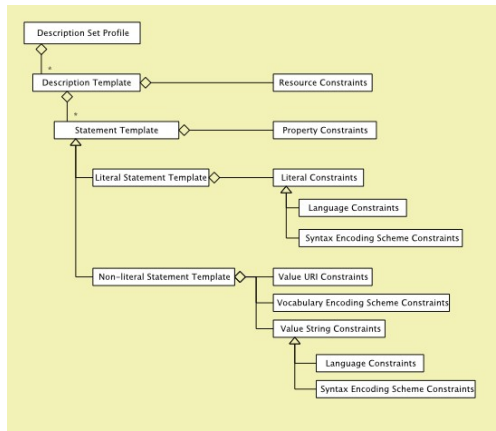 Description Set Profile
*
Description Template
Resource Constraints
*
Statement Template
Property Constraints
Literal Statement Template
Literal Constraints
Language Constraints
Syntax Encoding Scheme Constraints
Non-literal Statement Template
Value URI Constraints
Vocabulary Encoding Scheme Constraints
Value String Constraints
Language Constraints
Syntax Encoding Scheme Constraints